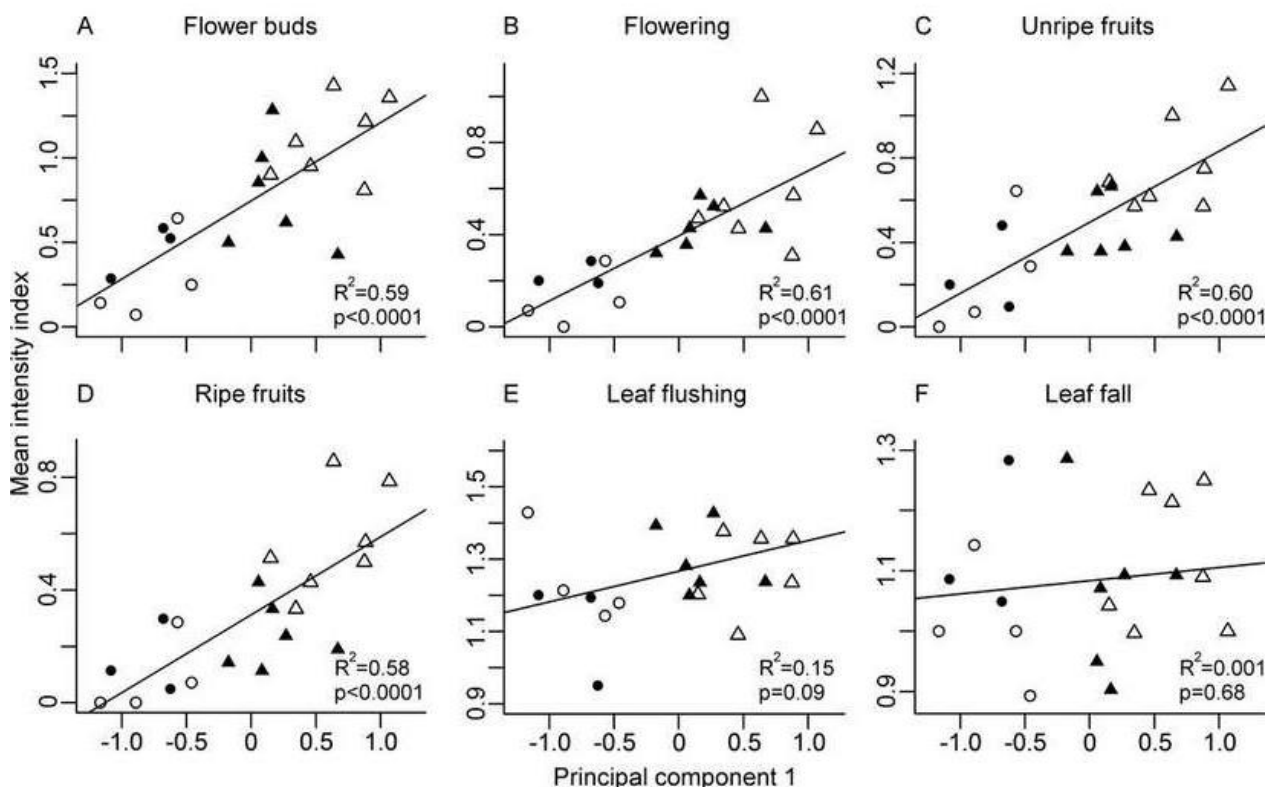 A Flower buds
B Flowering
C Unripe fruits
1.5
1.0
0.5
0
R²=0.59
p<0.0001
0.8
0.4
0
R²=0.61
p<0.0001
1.2
0.8
0.4
0
R²=0.60
p<0.0001
Mean intensity index
D Ripe fruits
E Leaf flushing
F Leaf fall
0.8
0.4
0
R²=0.58
p<0.0001
1.5
1.3
1.1
0.9
R²=0.15
p=0.09
1.3
1.1
0.9
R²=0.001
p=0.68
-1.0 -0.5 0 0.5 1.0
-1.0 -0.5 0 0.5 1.0
-1.0 -0.5 0 0.5 1.0
Principal component 1